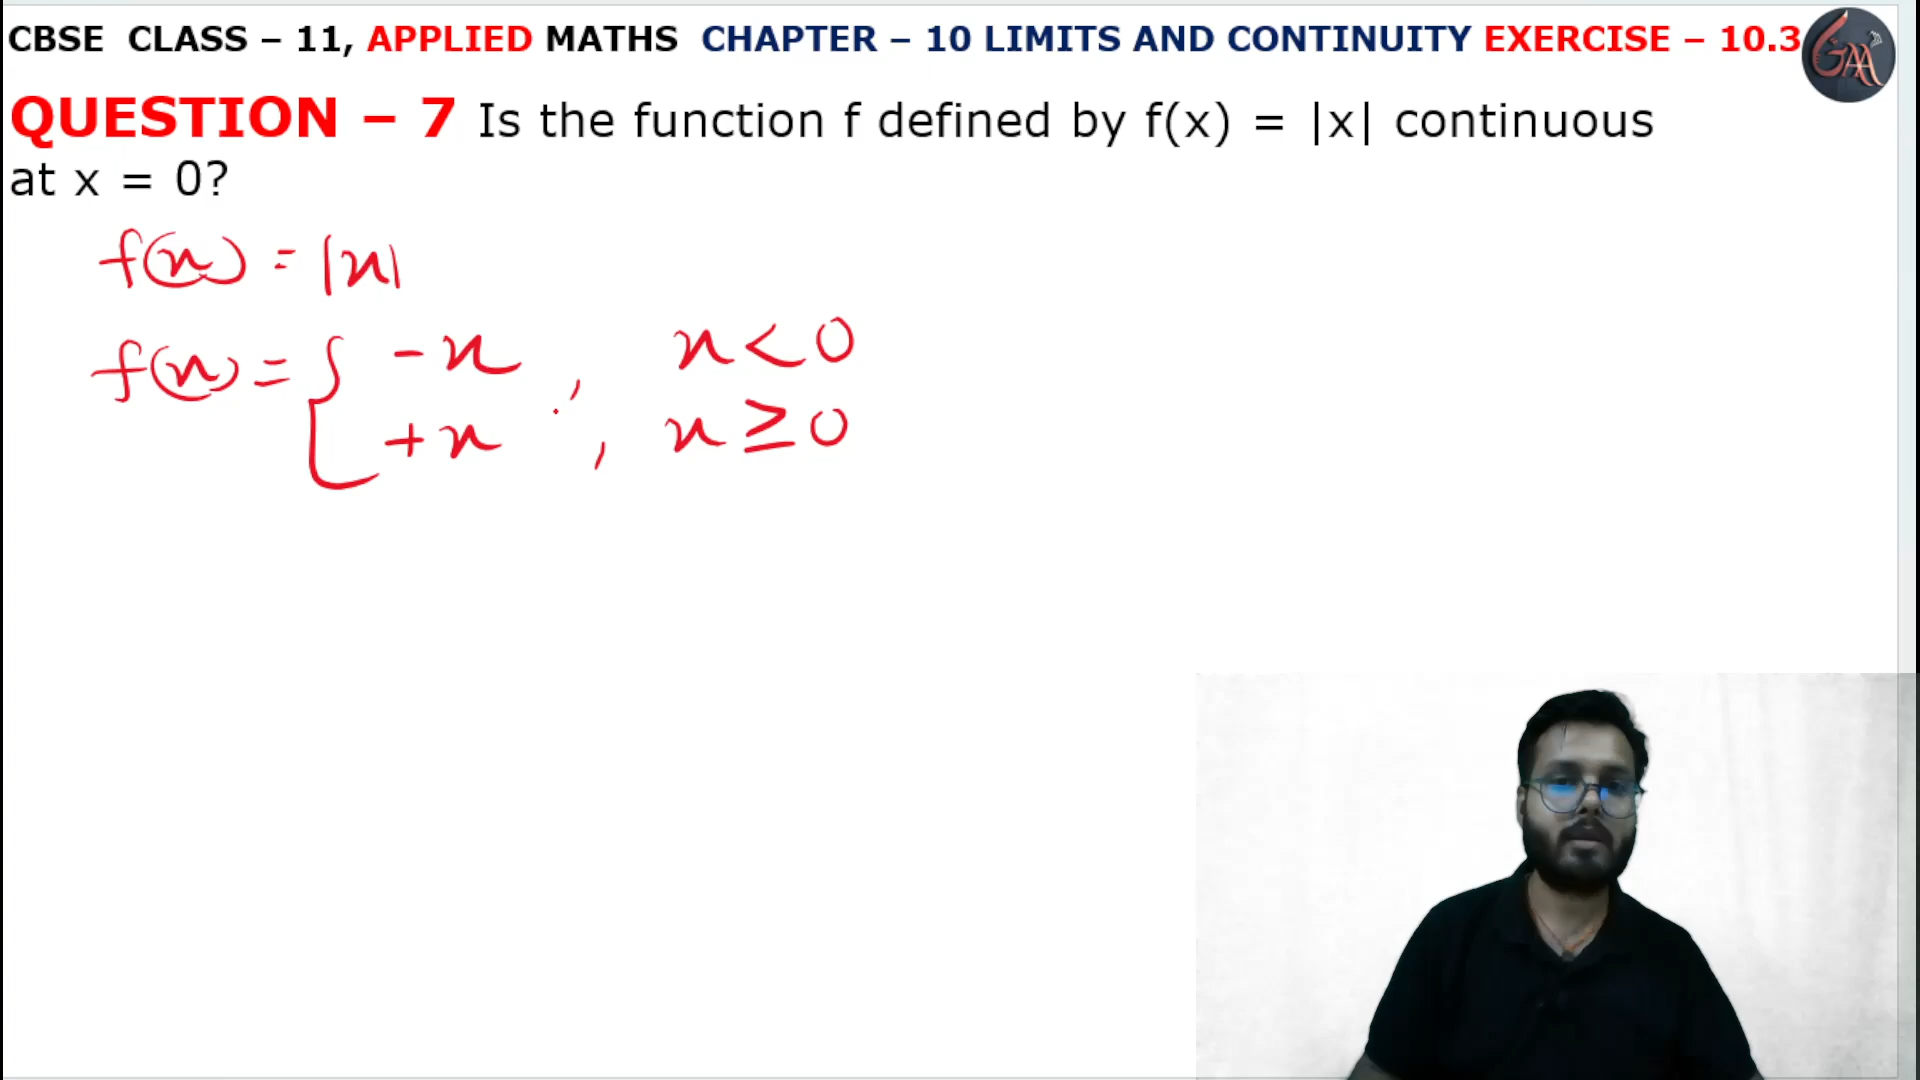 CBSE CLASS – 11, APPLIED MATHS CHAPTER – 10 LIMITS AND CONTINUITY EXERCISE – 10.3
QUESTION – 7 Is the function f defined by f(x) = |x| continuous
at x = 0?
f(x) = |x|
f(x) = { -x , x < 0
+x , x ≥ 0